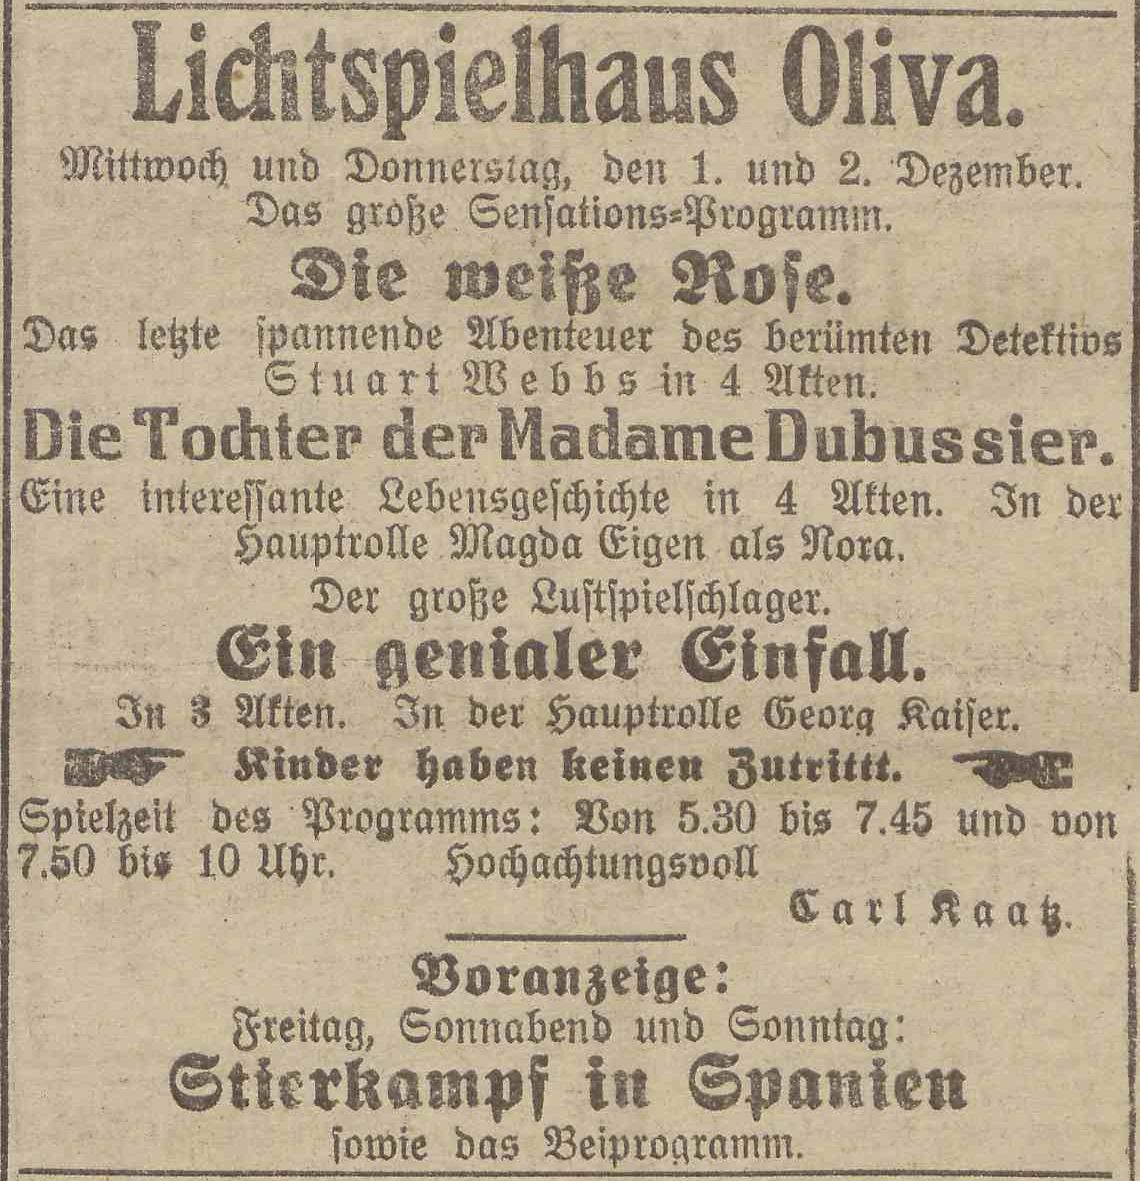 Lichtspielhaus Oliva.
Mittwoch und Donnerstag, den 1. und 2. Dezember.
Das große Sensations-Programm.
Die weiße Rose.
Das letzte spannende Abenteuer des berümten Detektivs
Stuart Webbs in 4 Akten.
Die Tochter der Madame Dubussier.
Eine interessante Lebensgeschichte in 4 Akten. In der
Hauptrolle Magda Eigen als Nora.
Der große Lustspielschlager.
Ein genialer Einfall.
In 3 Akten. In der Hauptrolle Georg Kaiser.
Kinder haben keinen Zutrittt.
Spielzeit des Programms: Von 5.30 bis 7.45 und von
7.50 bis 10 Uhr. Hochachtungsvoll
Carl Kaatz.
Voranzeige:
Freitag, Sonnabend und Sonntag:
Stierkampf in Spanien
sowie das Beiprogramm.